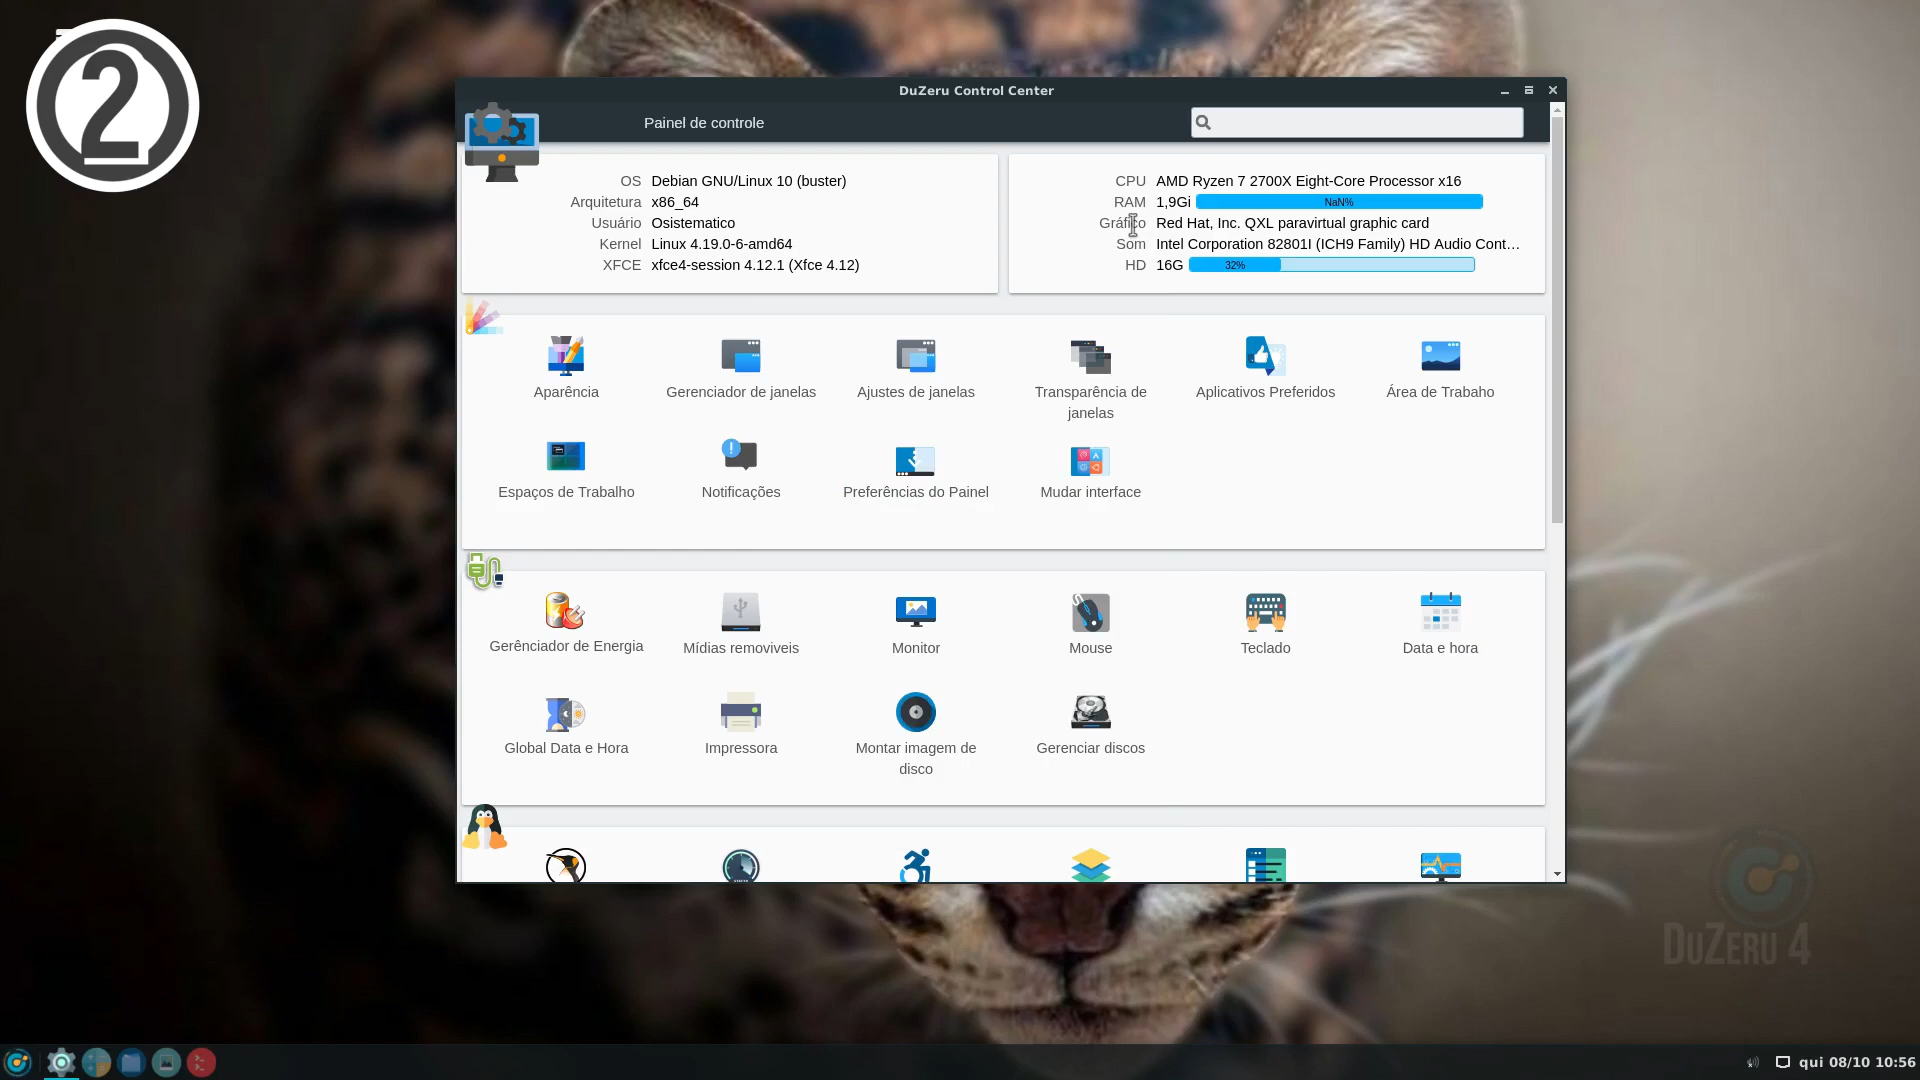 2
DuZeru Control Center
Painel de controle
OS Debian GNU/Linux 10 (buster)
Arquitetura x86_64
Usuário Osistematico
Kernel Linux 4.19.0-6-amd64
XFCE xfce4-session 4.12.1 (Xfce 4.12)
CPU AMD Ryzen 7 2700X Eight-Core Processor x16
RAM 1,9Gi NaN%
Gráfico Red Hat, Inc. QXL paravirtual graphic card
Som Intel Corporation 82801I (ICH9 Family) HD Audio Cont…
HD 16G 32%
Aparência
Gerenciador de janelas
Ajustes de janelas
Transparência de
janelas
Aplicativos Preferidos
Área de Trabaho
Espaços de Trabalho
Notificações
Preferências do Painel
Mudar interface
Gerênciador de Energia
Mídias removiveis
Monitor
Mouse
Teclado
Data e hora
Global Data e Hora
Impressora
Montar imagem de
disco
Gerenciar discos
DuZeru 4
qui 08/10 10:56